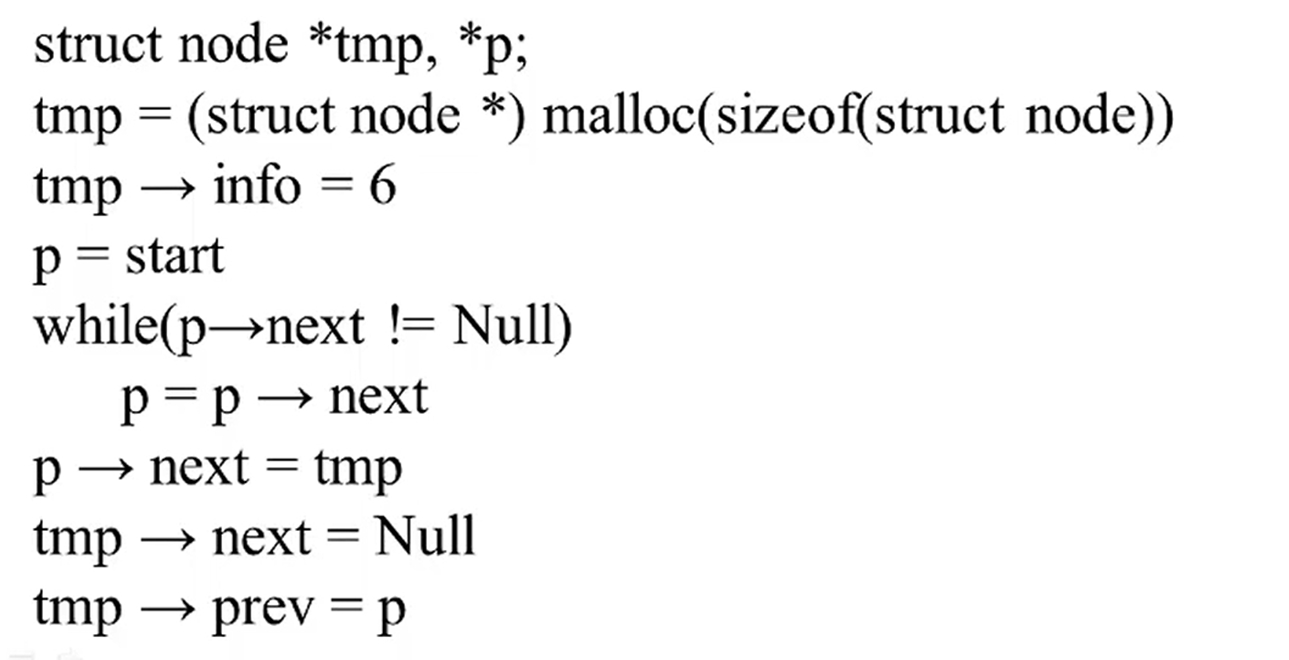 struct node *tmp, *p;
tmp = (struct node *) malloc(sizeof(struct node))
tmp → info = 6
p = start
while(p→next != Null)
p = p → next
p → next = tmp
tmp → next = Null
tmp → prev = p